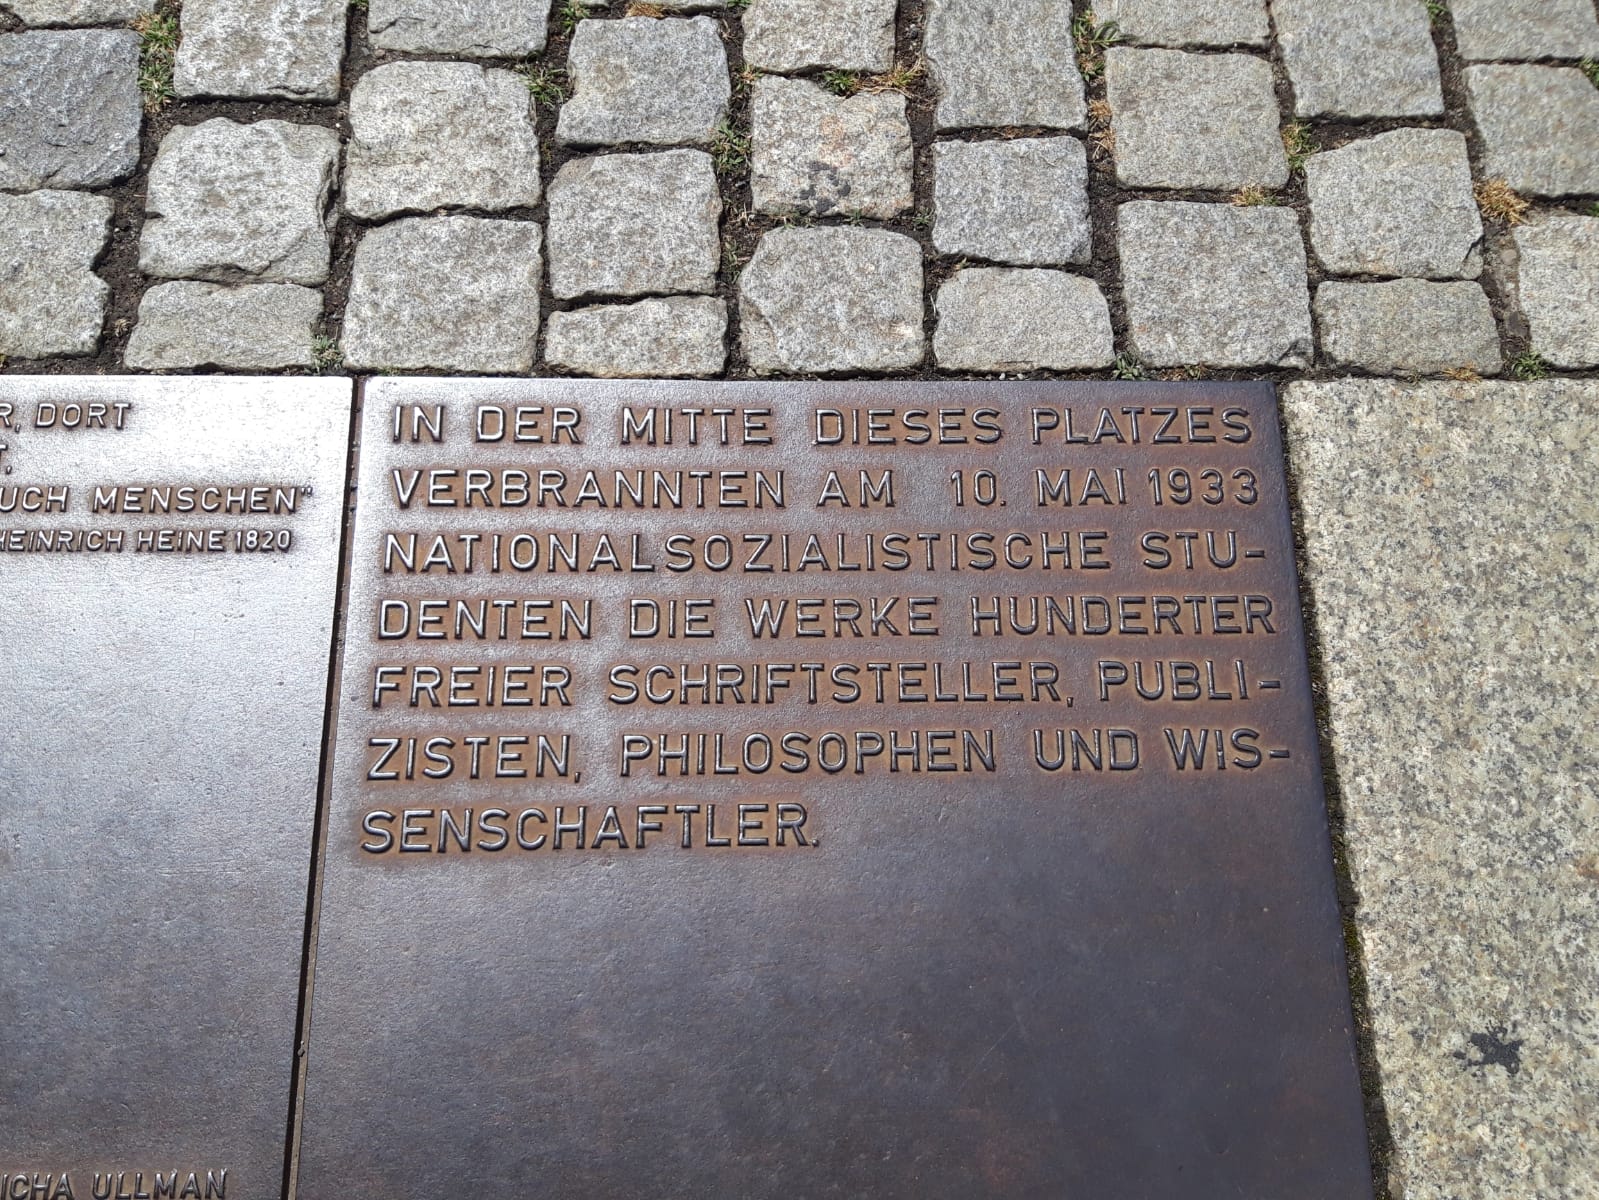 R, DORT
T,
UCH MENSCHEN"
HEINRICH HEINE 1820
ICHA ULLMAN
IN DER MITTE DIESES PLATZES
VERBRANNTEN AM 10. MAI 1933
NATIONALSOZIALISTISCHE STU-
DENTEN DIE WERKE HUNDERTER
FREIER SCHRIFTSTELLER, PUBLI-
ZISTEN, PHILOSOPHEN UND WIS-
SENSCHAFTLER.